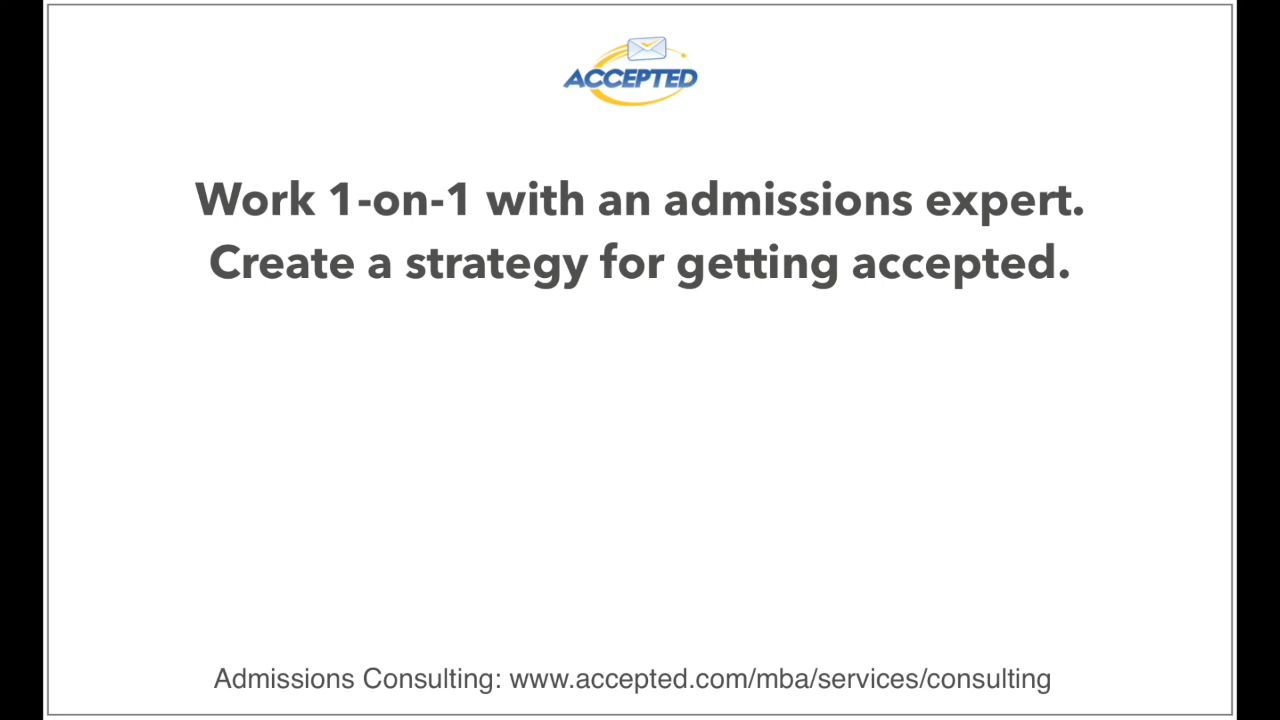 ACCEPTED
Work 1-on-1 with an admissions expert.
Create a strategy for getting accepted.
Admissions Consulting: www.accepted.com/mba/services/consulting